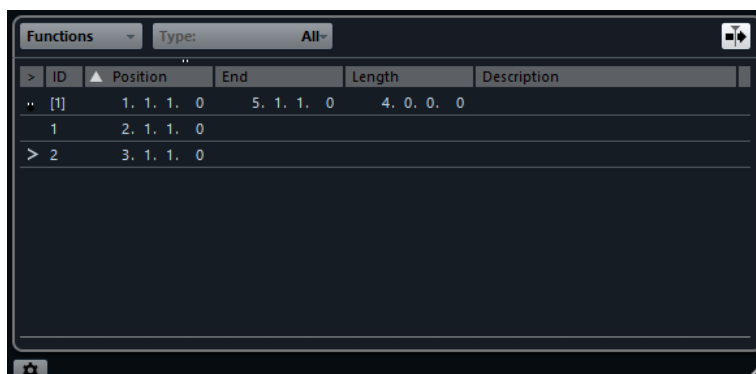 Functions Type: All
> ID Position End Length Description
[1] 1. 1. 1. 0 5. 1. 1. 0 4. 0. 0. 0
1 2. 1. 1. 0
> 2 3. 1. 1. 0